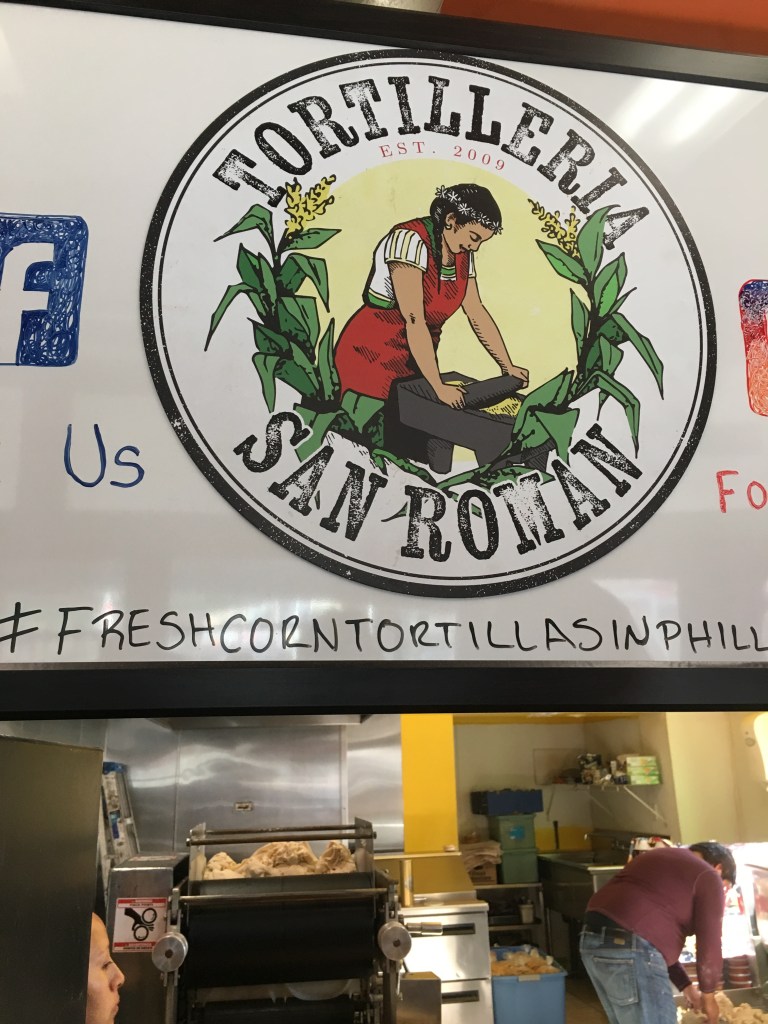 TORTILLERIA
EST. 2009
SAN ROMAN
f
Us
Fo
#FRESHCORNTORTILLASINPHILL